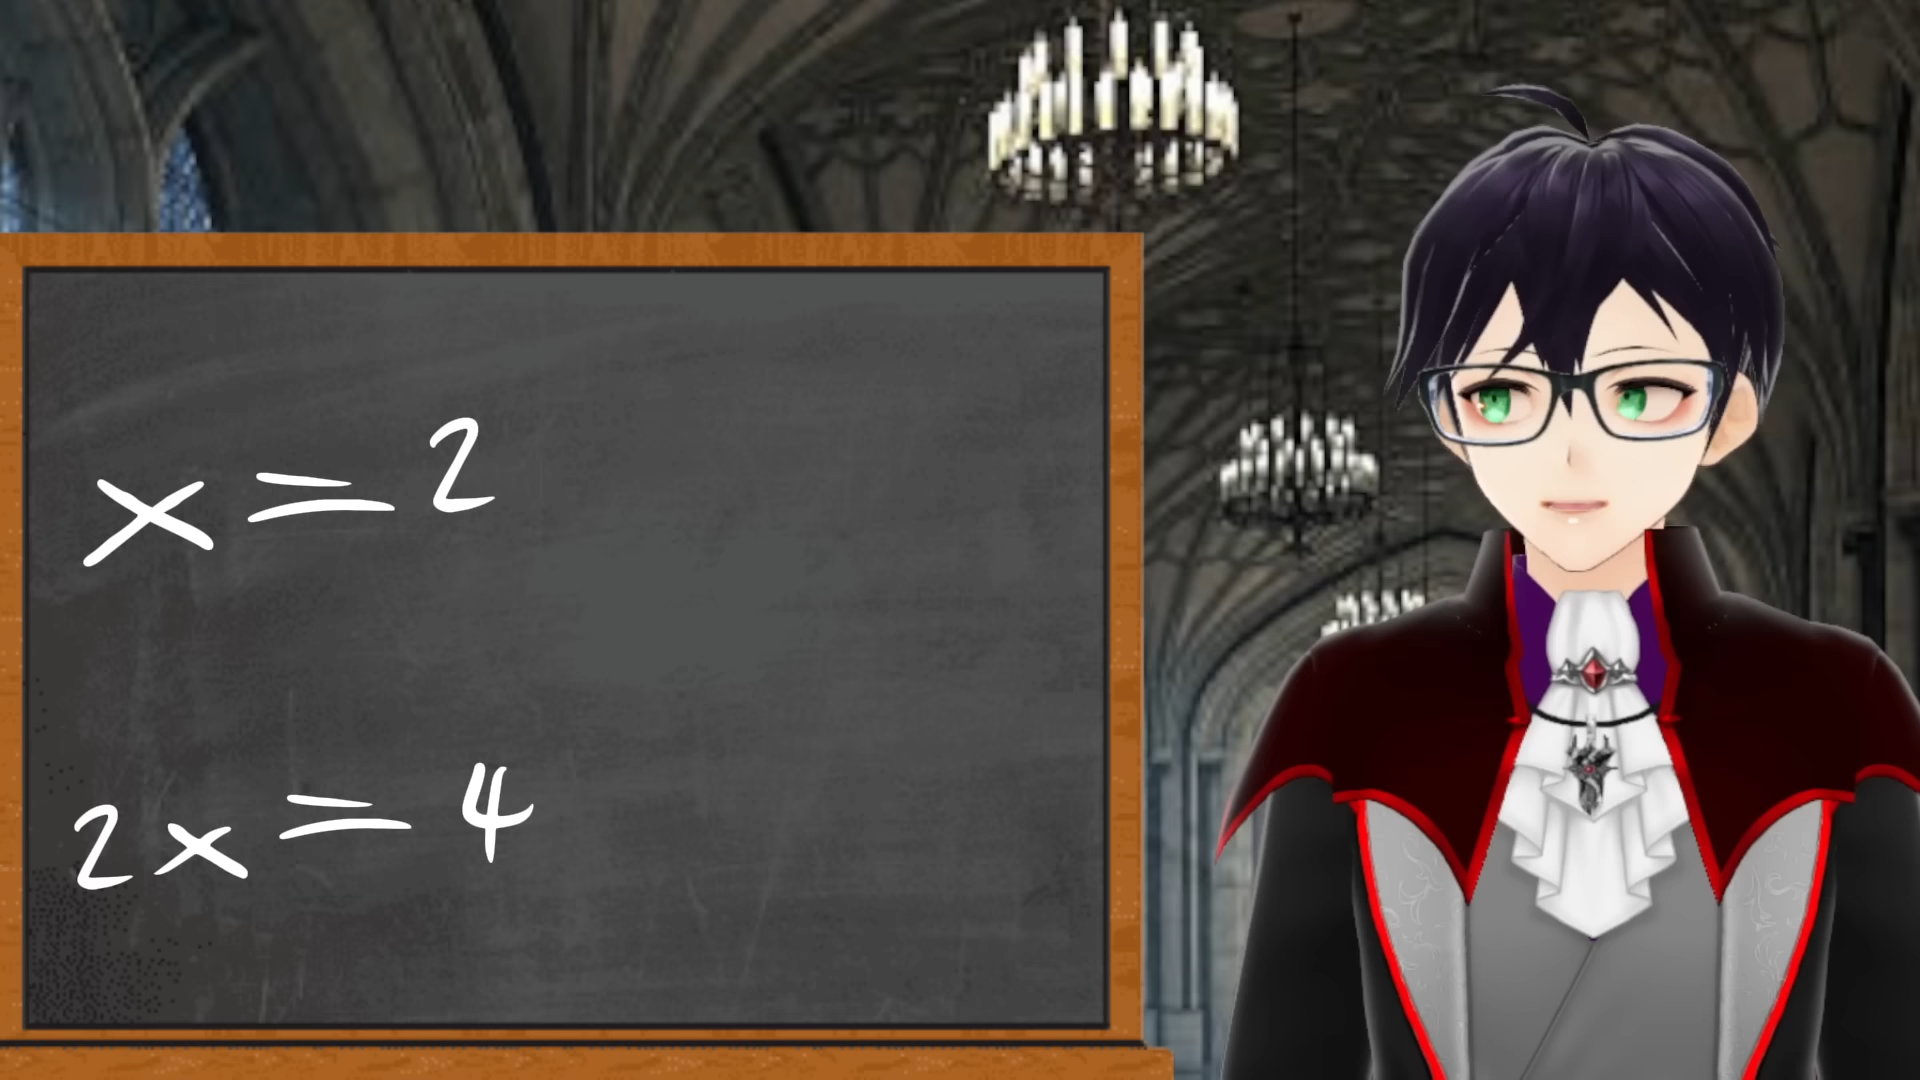 x = 2
2x = 4